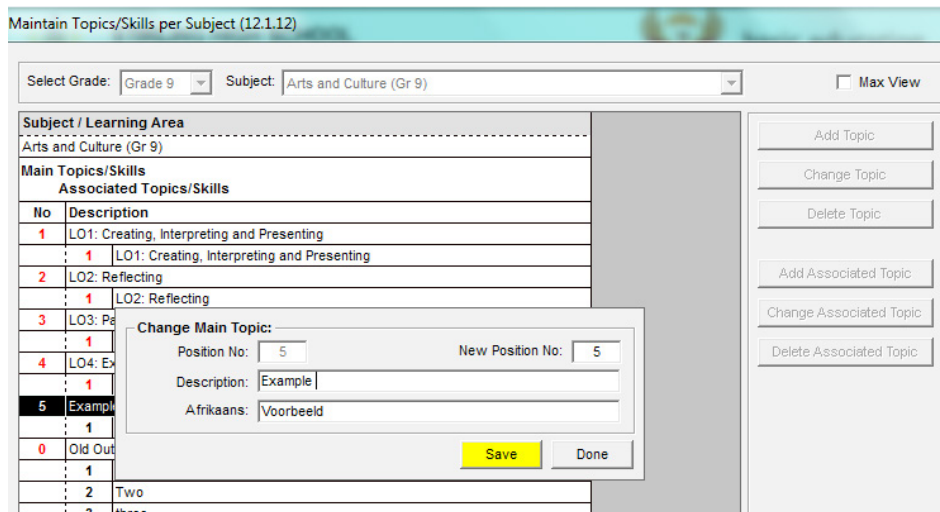 Maintain Topics/Skills per Subject (12.1.12)
Select Grade: Grade 9 Subject: Arts and Culture (Gr 9) Max View
Subject / Learning Area
Arts and Culture (Gr 9)
Main Topics/Skills
Associated Topics/Skills
No Description
1 LO1: Creating, Interpreting and Presenting
1 LO1: Creating, Interpreting and Presenting
2 LO2: Reflecting
1 LO2: Reflecting
3 LO3:
1
4 LO4:
1
5
1
0 Old
1
2 Two
3 three
Change Main Topic:
Position No: 5 New Position No: 5
Description: Example
Afrikaans: Voorbeeld
Save Done
Add Topic
Change Topic
Delete Topic
Add Associated Topic
Change Associated Topic
Delete Associated Topic